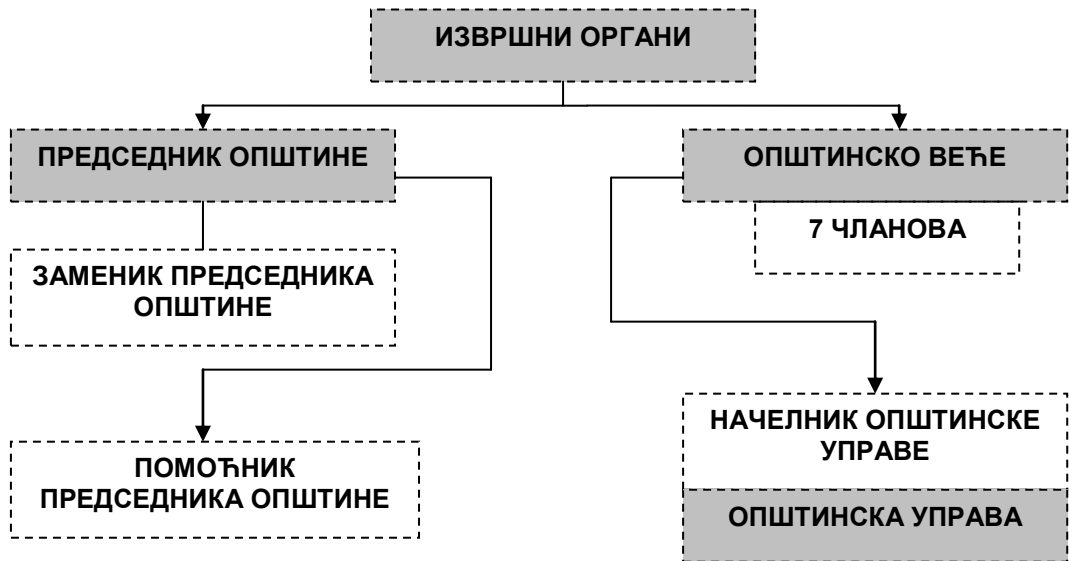 ИЗВРШНИ ОРГАНИ
ПРЕДСЕДНИК ОПШТИНЕ
ОПШТИНСКО ВЕЋЕ
7 ЧЛАНОВА
ЗАМЕНИК ПРЕДСЕДНИКА
ОПШТИНЕ
ПОМОЋНИК
ПРЕДСЕДНИКА ОПШТИНЕ
НАЧЕЛНИК ОПШТИНСКЕ
УПРАВЕ
ОПШТИНСКА УПРАВА